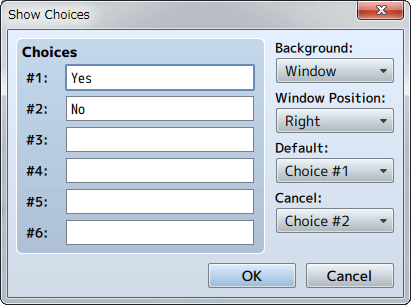 Show Choices
Choices
#1: Yes
#2: No
#3:
#4:
#5:
#6:
Background:
Window
Window Position:
Right
Default:
Choice #1
Cancel:
Choice #2
OK
Cancel